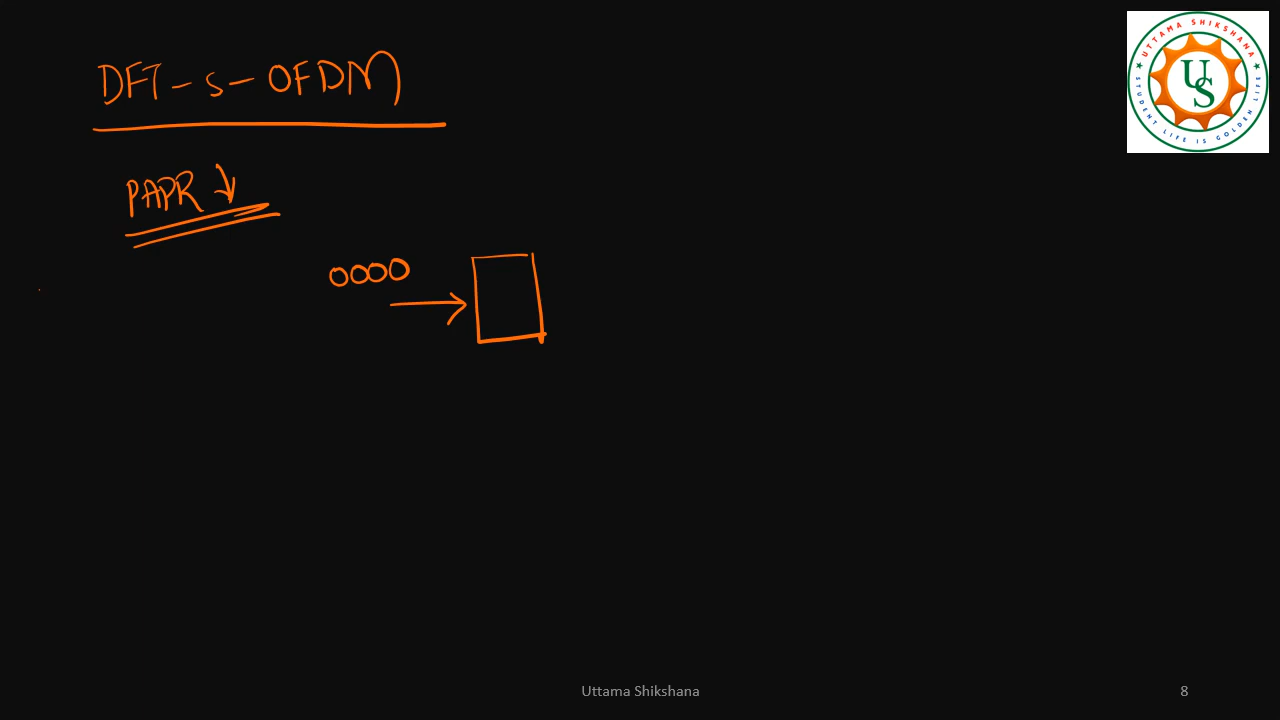 DFT-s-OFDM
PAPR ↓
0000
UTTAMA SHIKSHANA
US
STUDENT LIFE IS GOLDEN LIFE
Uttama Shikshana
8